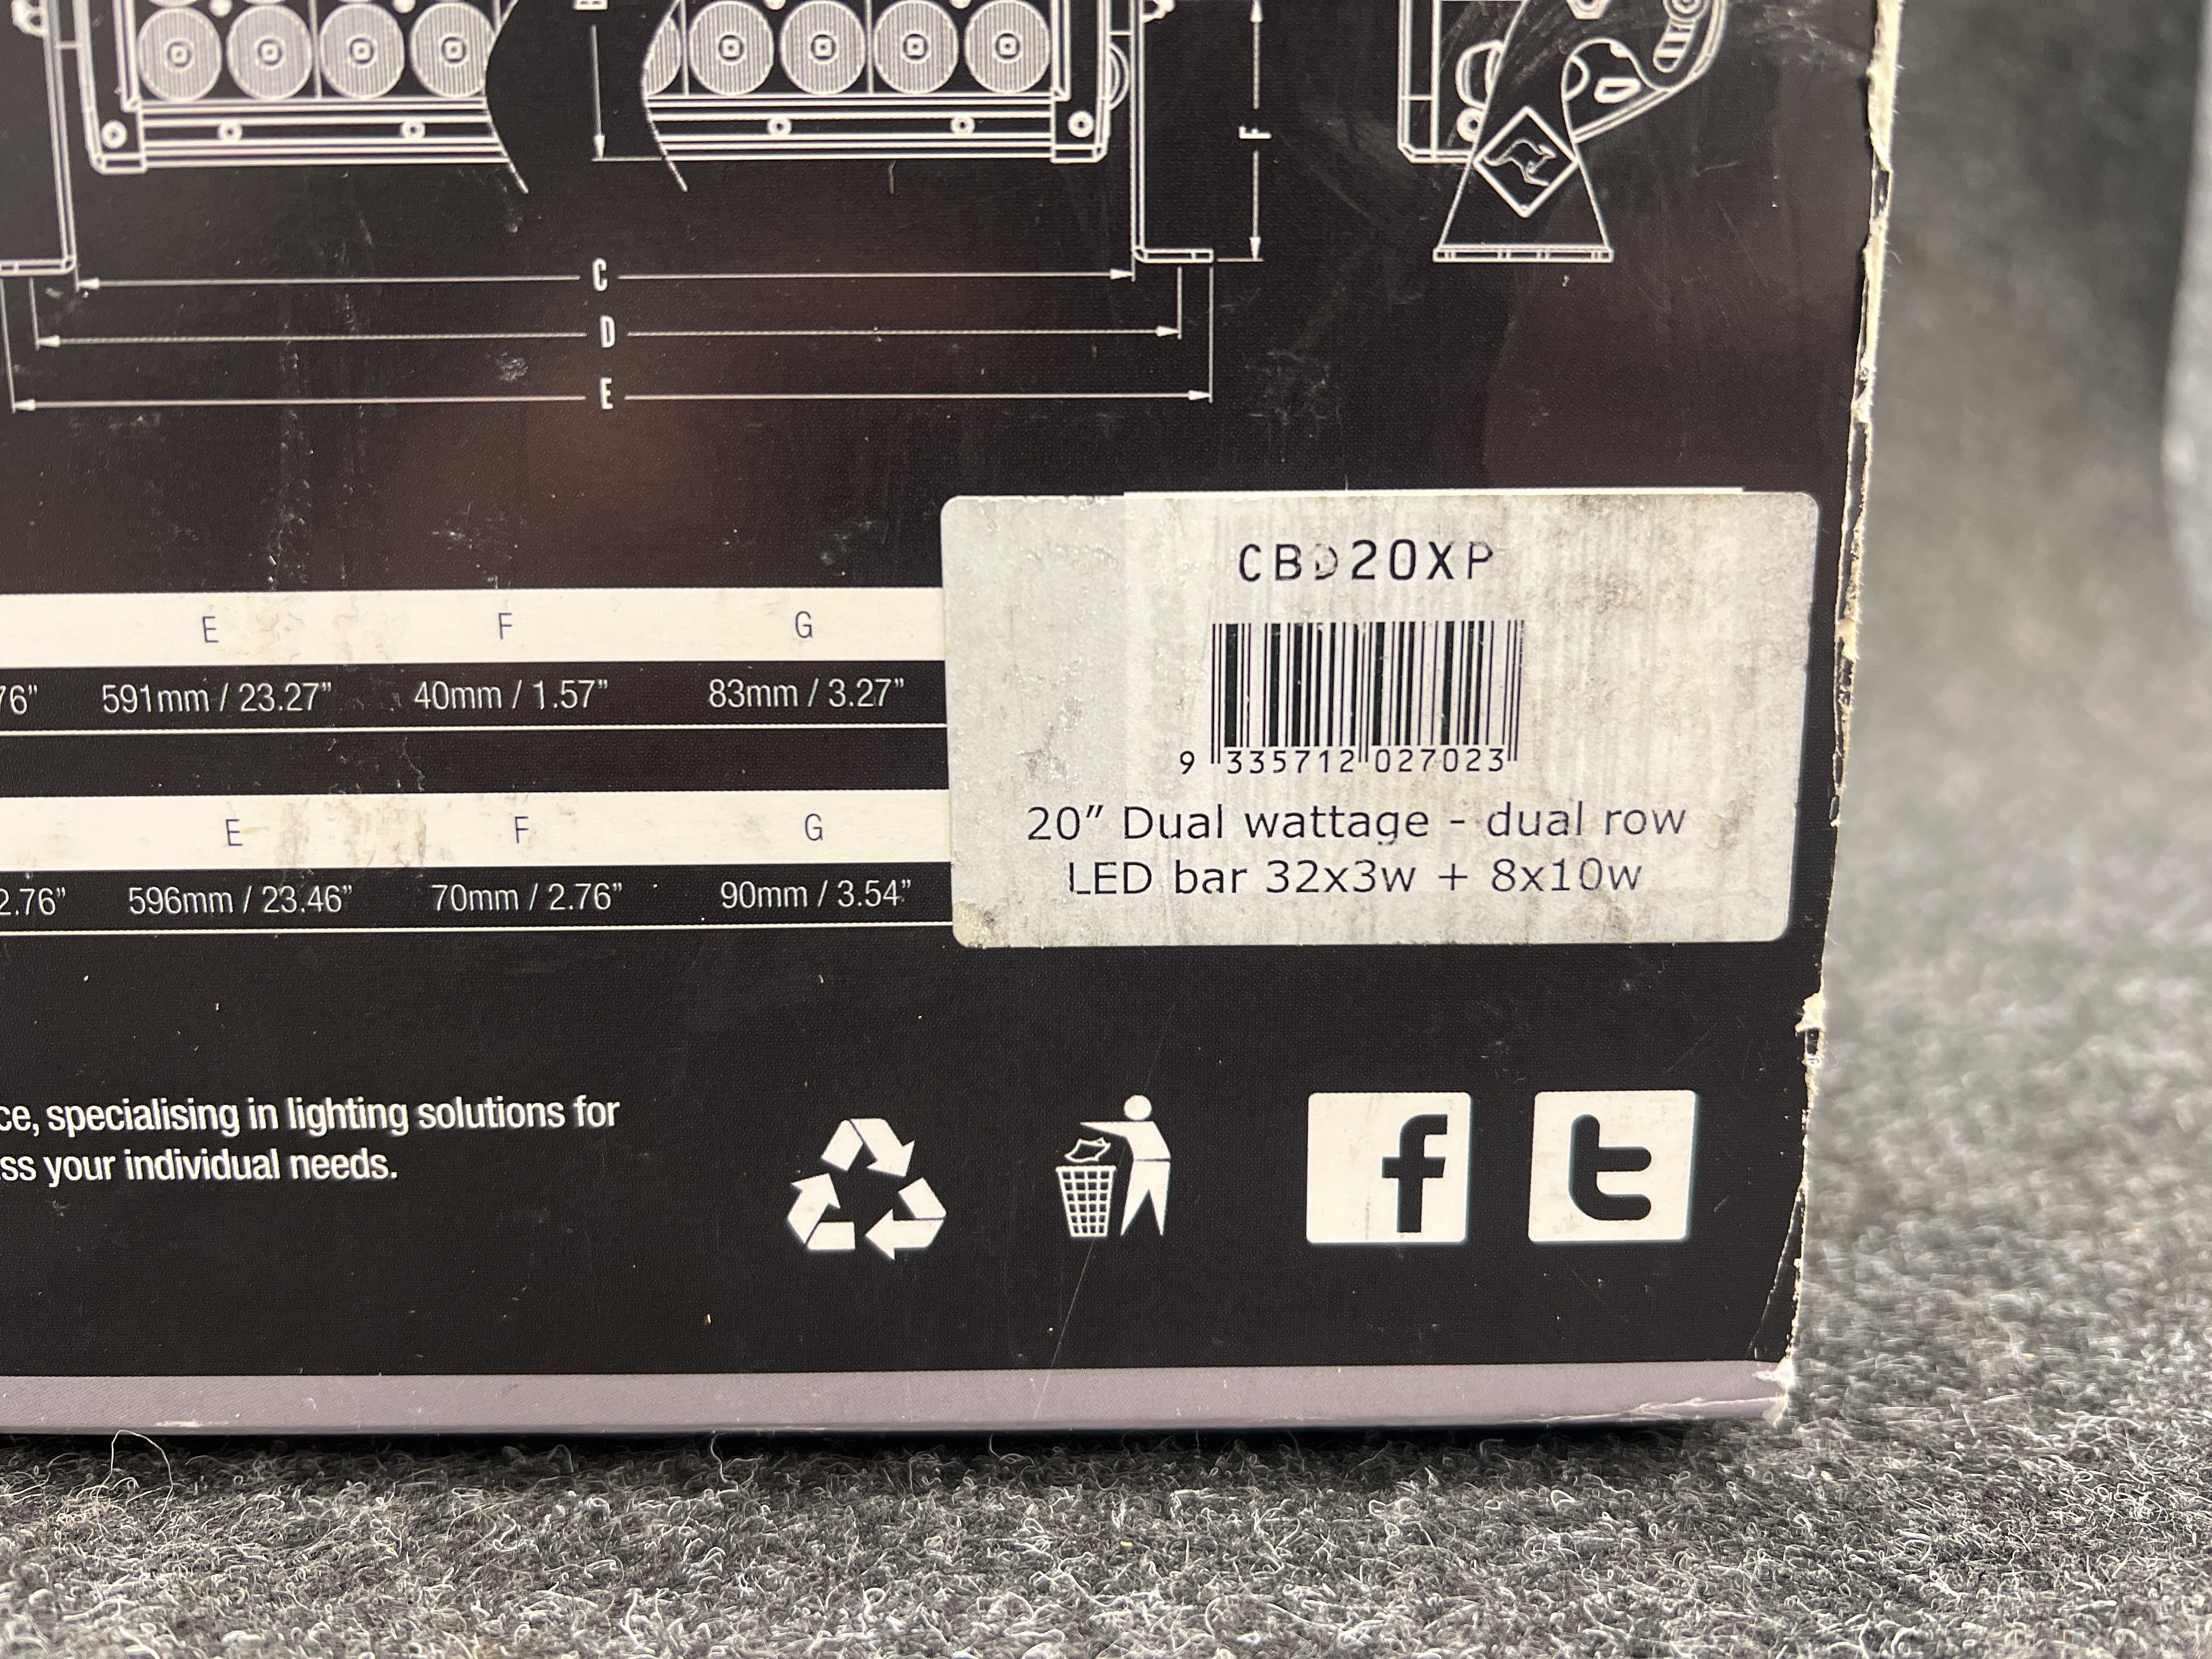 B
F
C
D
E
CBD20XP
9 335712 027023
20" Dual wattage - dual row
LED bar 32x3w + 8x10w
E F G
76" 591mm / 23.27" 40mm / 1.57" 83mm / 3.27"
E F G
2.76" 596mm / 23.46" 70mm / 2.76" 90mm / 3.54"
ce, specialising in lighting solutions for
ss your individual needs.
f t